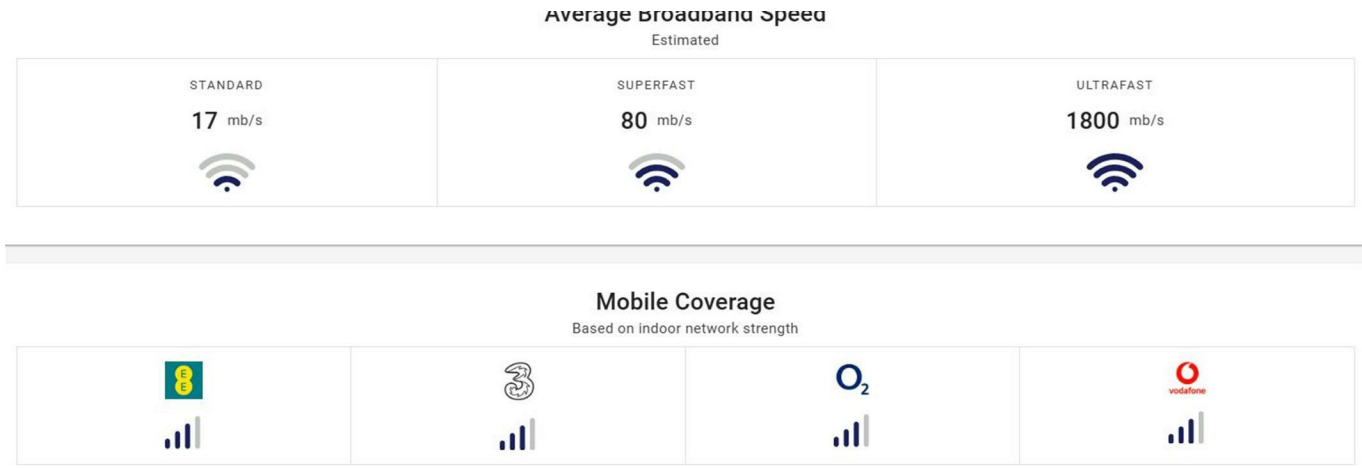 Average Broadband Speed
Estimated
STANDARD
SUPERFAST
ULTRAFAST
17 mb/s
80 mb/s
1800 mb/s
Mobile Coverage
Based on indoor network strength
E
E
3
O2
vodafone